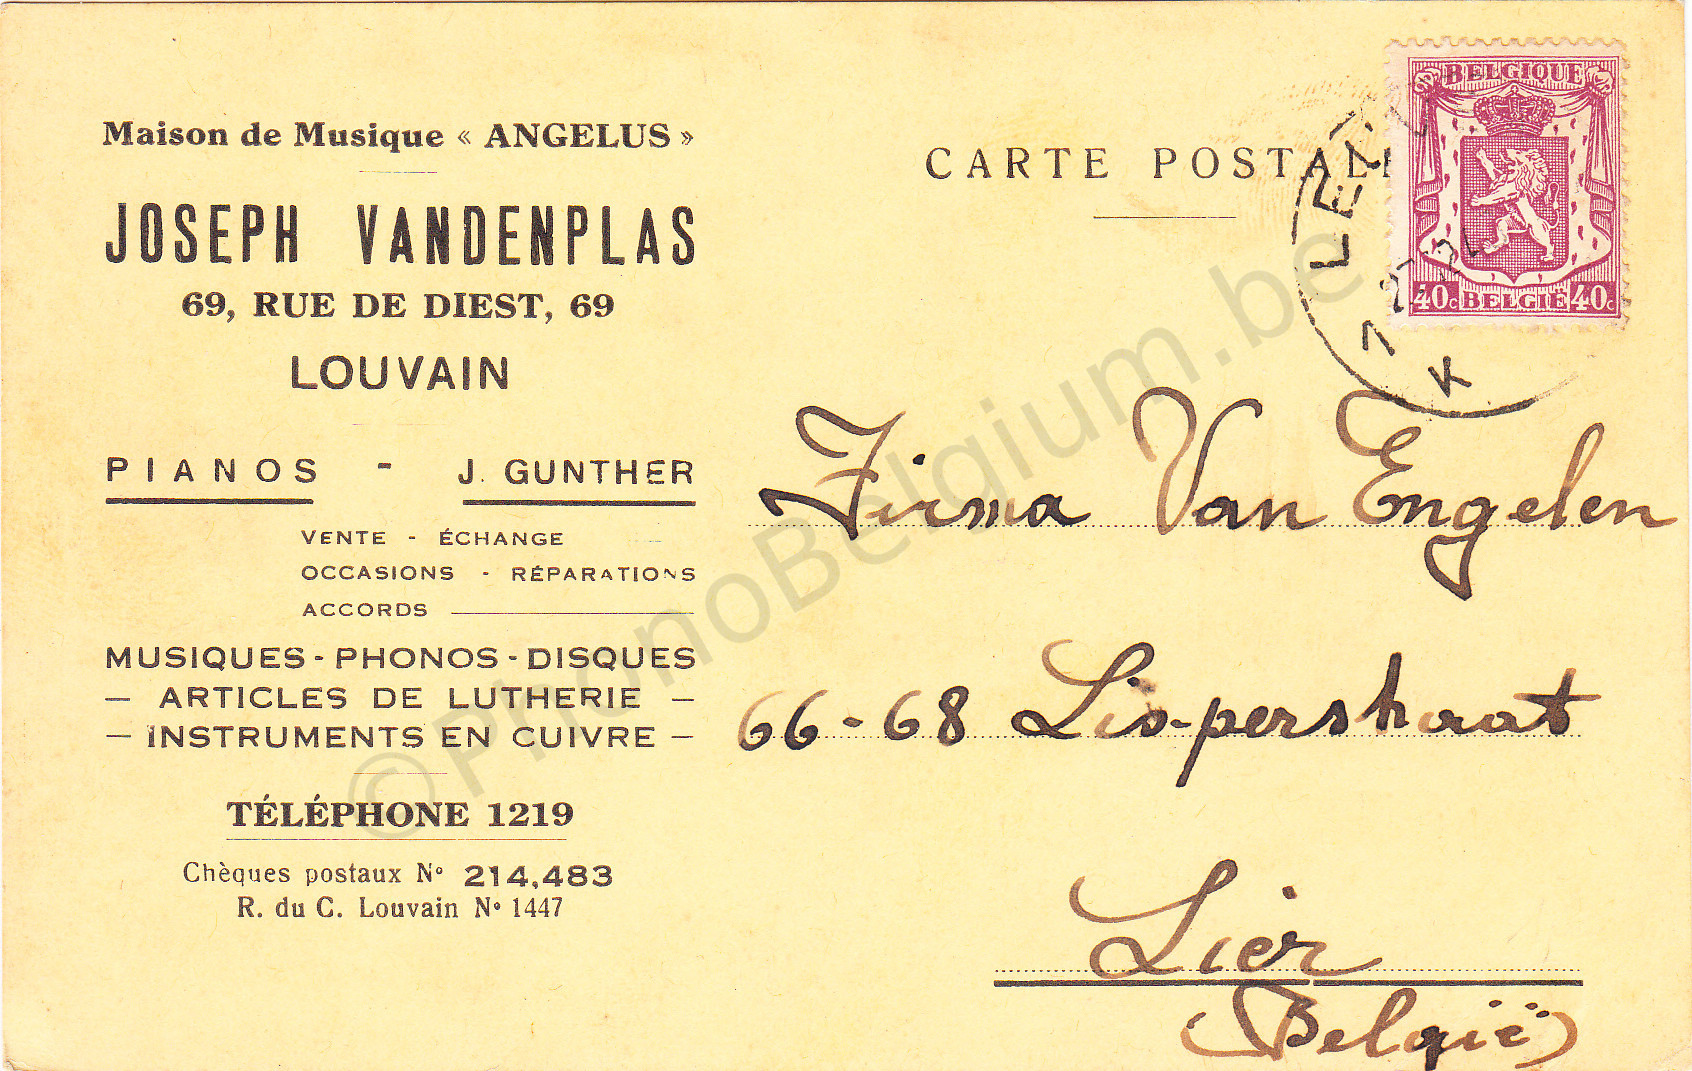 Maison de Musique « ANGELUS »
JOSEPH VANDENPLAS
69, RUE DE DIEST, 69
LOUVAIN
PIANOS - J. GUNTHER
VENTE - ÉCHANGE
OCCASIONS - RÉPARATIONS
ACCORDS
MUSIQUES - PHONOS - DISQUES
— ARTICLES DE LUTHERIE —
— INSTRUMENTS EN CUIVRE —
TÉLÉPHONE 1219
Chèques postaux N° 214,483
R. du C. Louvain N° 1447
CARTE POSTALE
BELGIQUE
40c BELGIË 40c
Firma Van Engelen
66-68 Lisperstraat
Lier
(België)
©PhonoBelgium.be